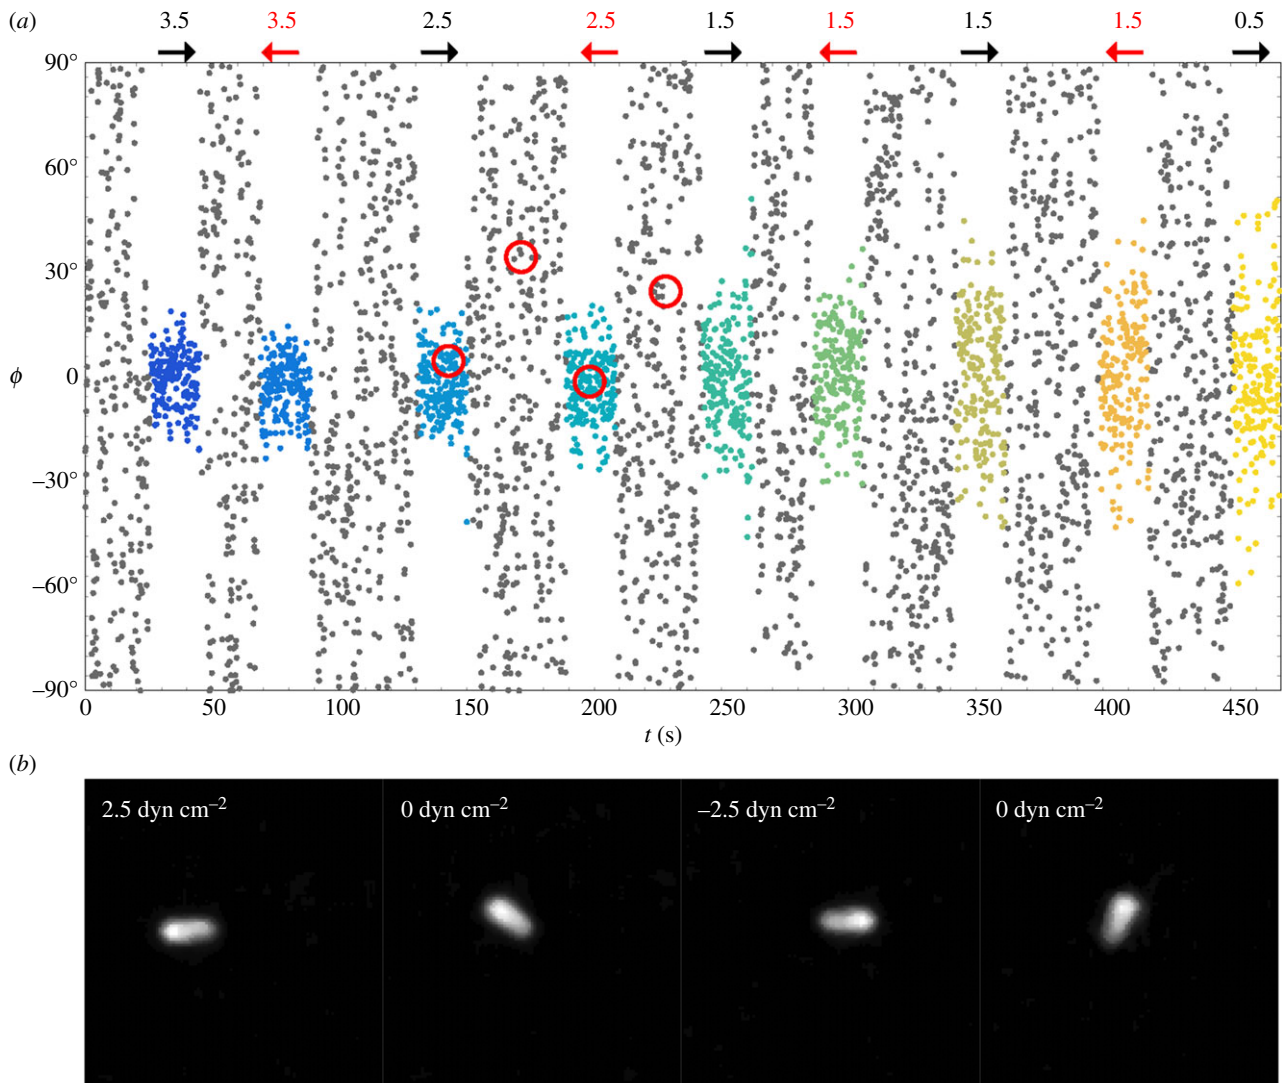 (a) 3.5 3.5 2.5 2.5 1.5 1.5 1.5 1.5 0.5
90°
60°
30°
ϕ 0
–30°
–60°
–90°
0 50 100 150 200 250 300 350 400 450
t (s)
(b)
2.5 dyn cm⁻² 0 dyn cm⁻² –2.5 dyn cm⁻² 0 dyn cm⁻²